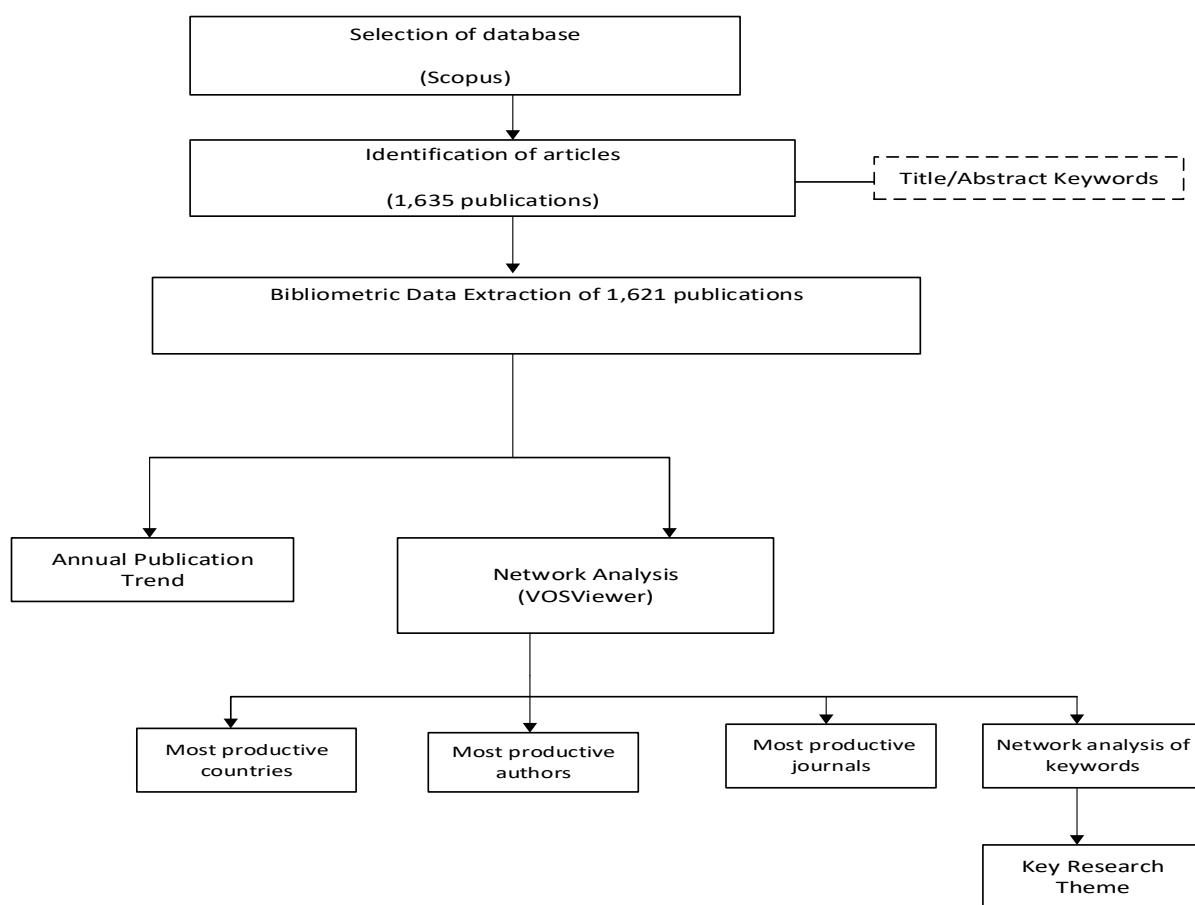 Selection of database
(Scopus)
Identification of articles
(1,635 publications)
Title/Abstract Keywords
Bibliometric Data Extraction of 1,621 publications
Annual Publication
Trend
Network Analysis
(VOSViewer)
Most productive
countries
Most productive
authors
Most productive
journals
Network analysis of
keywords
Key Research
Theme